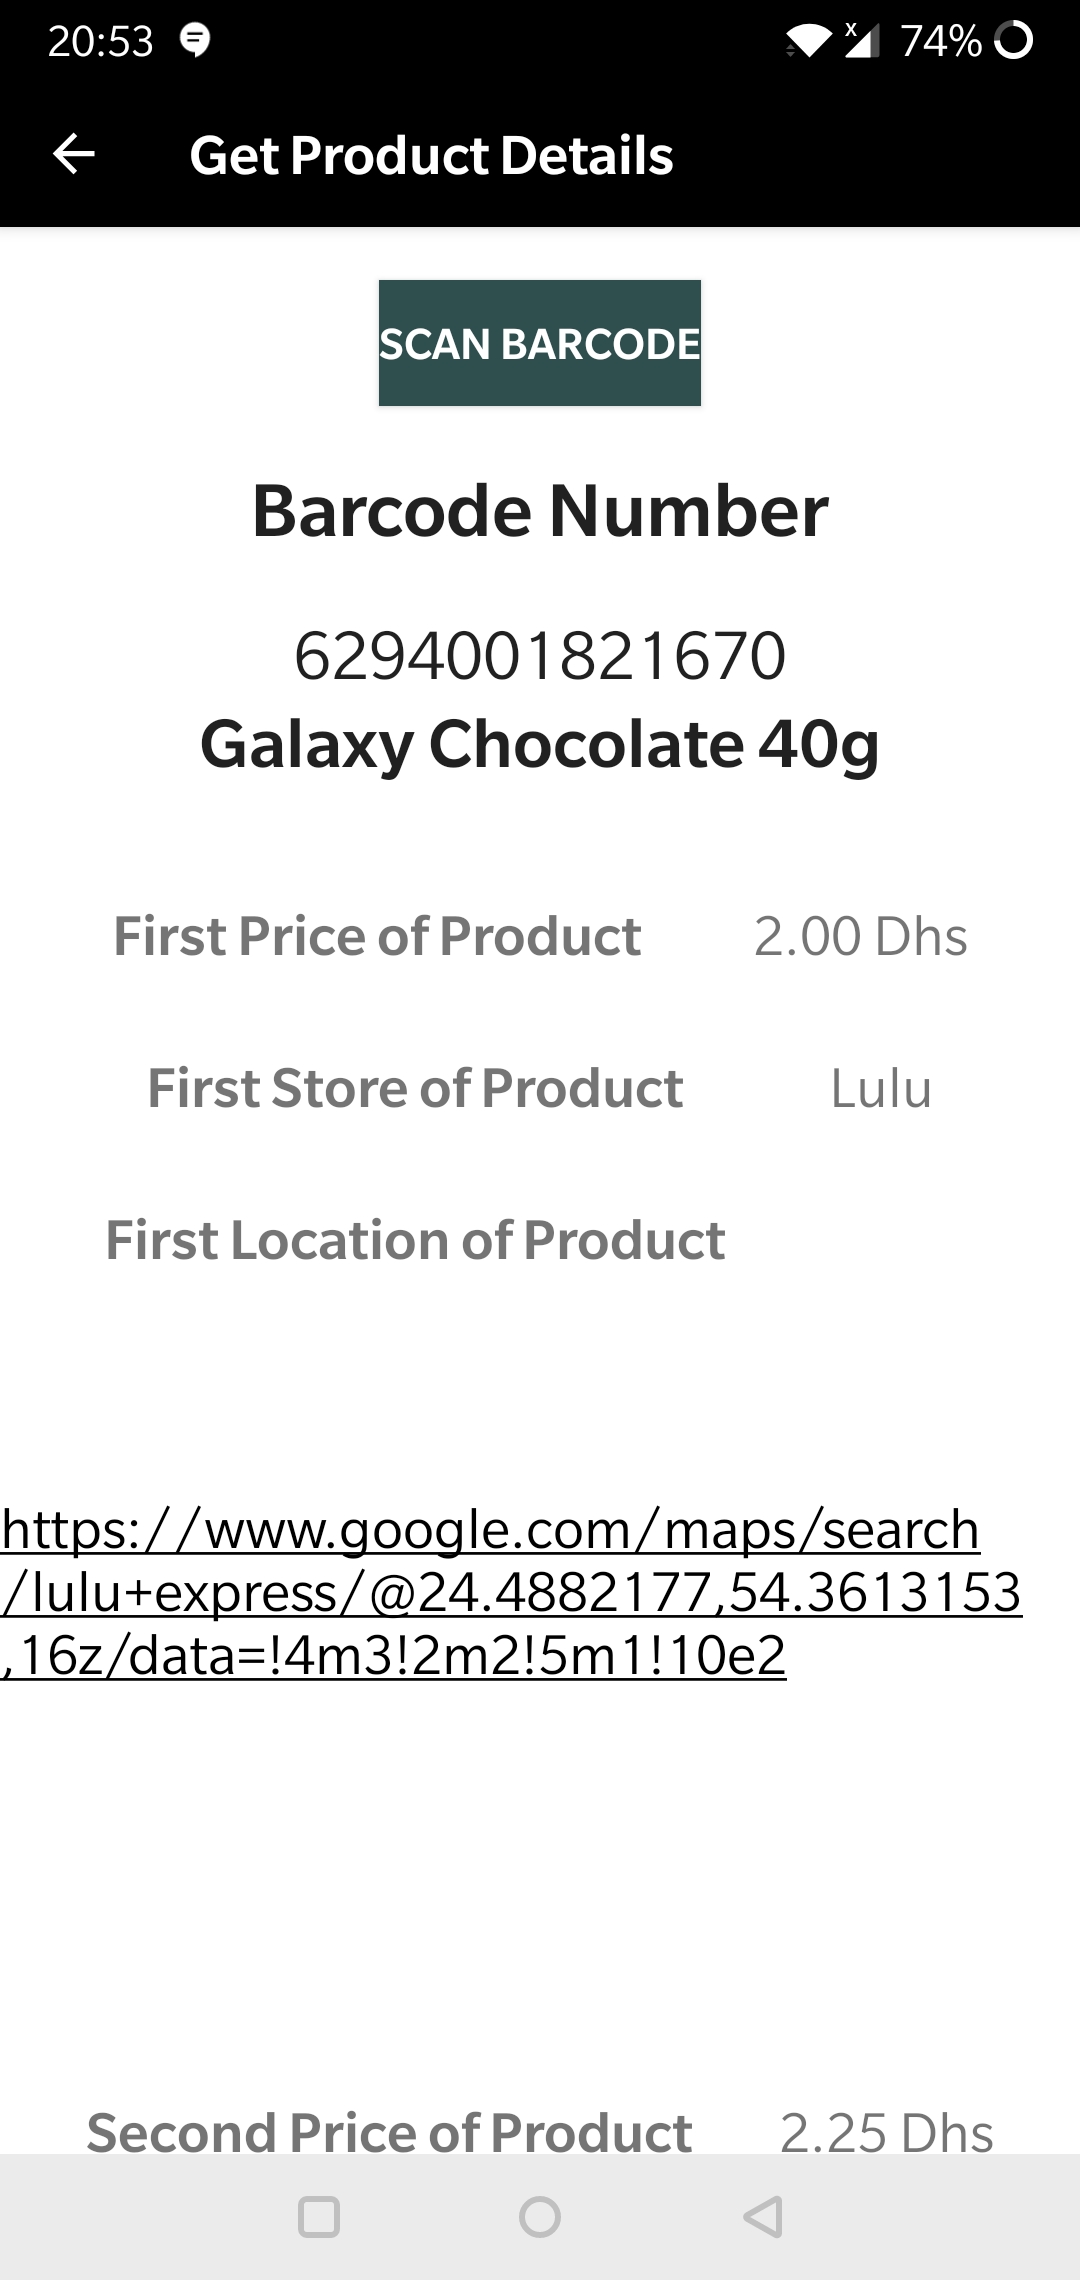 20:53
x 74%
Get Product Details
SCAN BARCODE
Barcode Number
6294001821670
Galaxy Chocolate 40g
First Price of Product 2.00 Dhs
First Store of Product Lulu
First Location of Product
https://www.google.com/maps/search
/lulu+express/@24.4882177,54.3613153
,16z/data=!4m3!2m2!5m1!10e2
Second Price of Product 2.25 Dhs